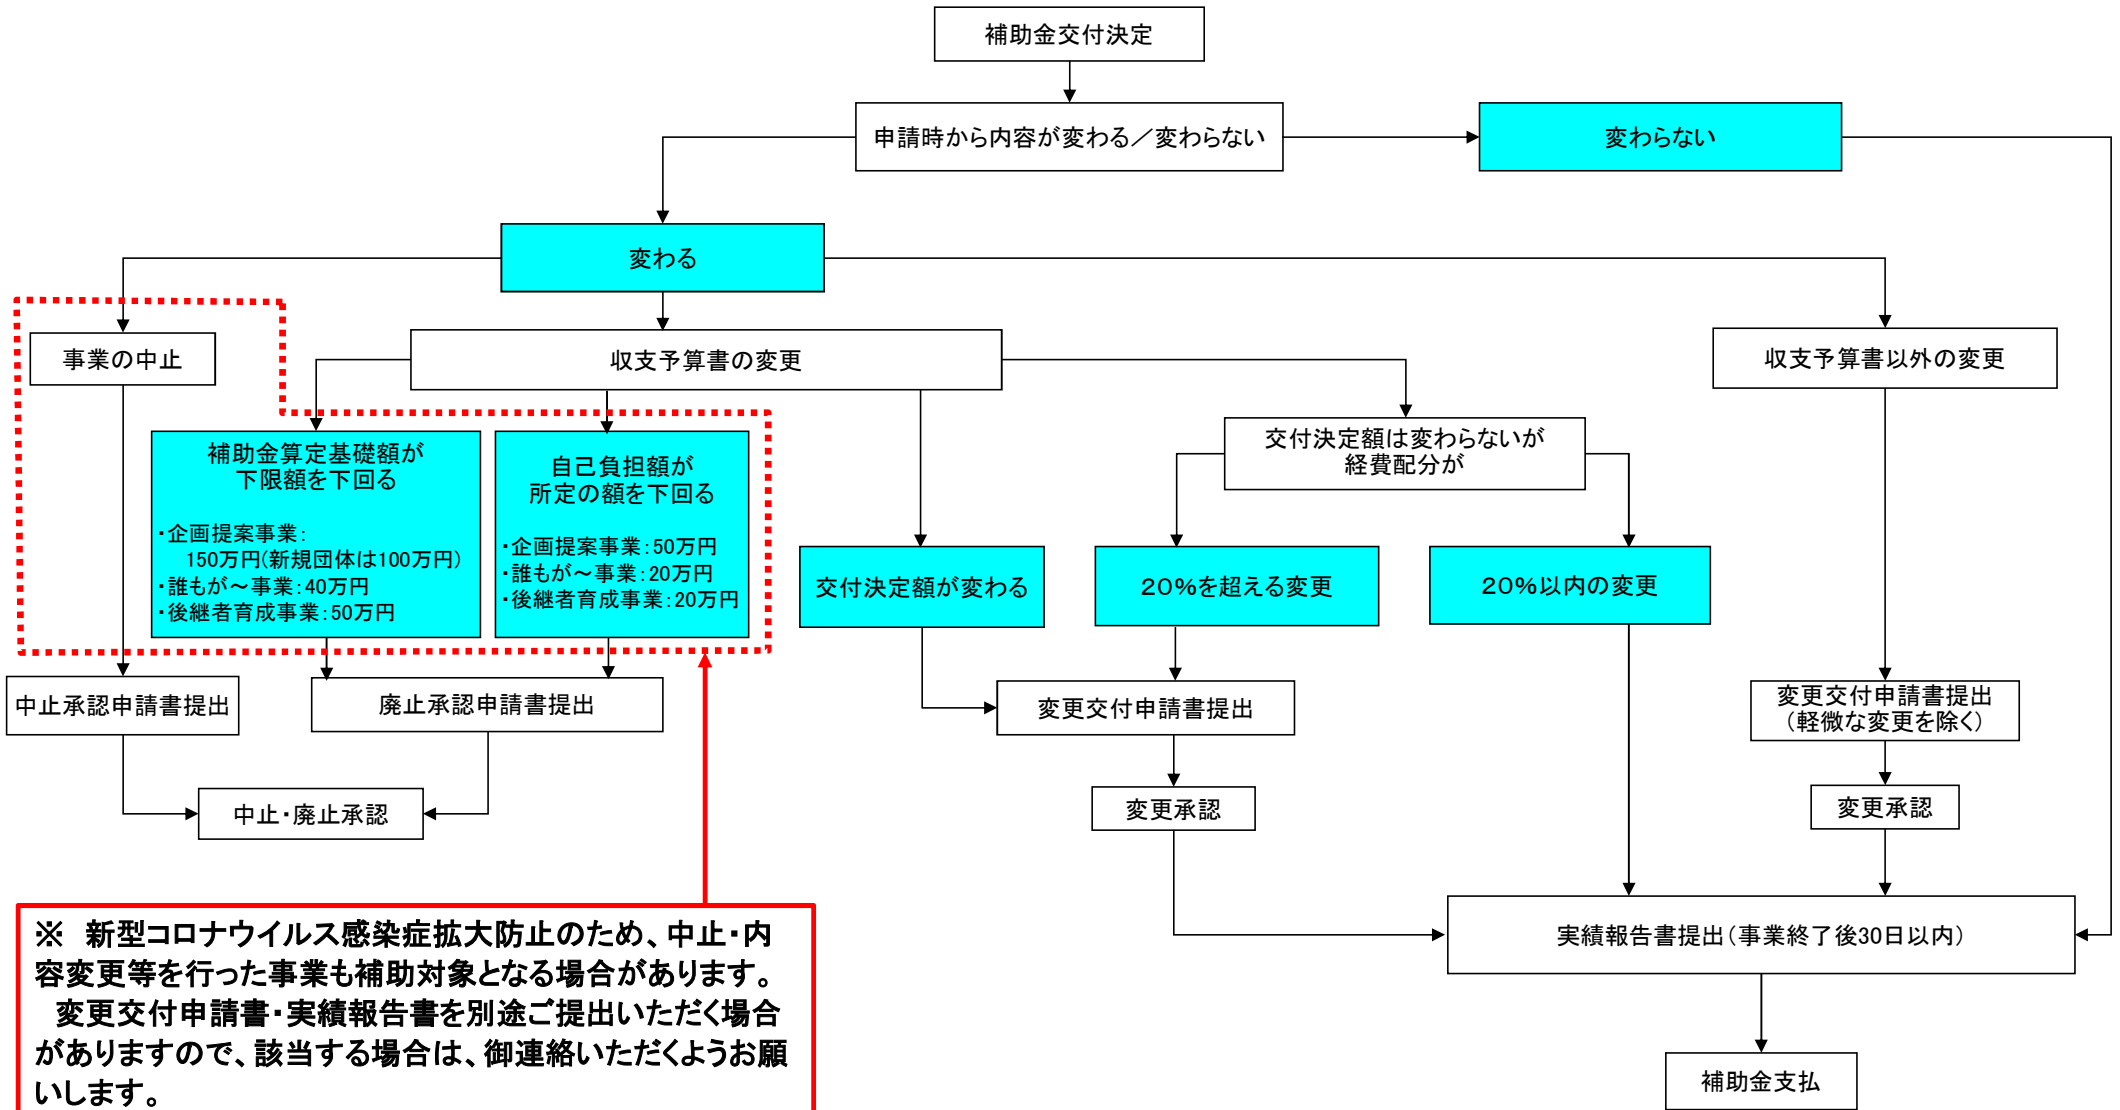 補助金交付決定
申請時から内容が変わる／変わらない
変わらない
変わる
事業の中止
収支予算書の変更
収支予算書以外の変更
補助金算定基礎額が
下限額を下回る
・企画提案事業：
150万円(新規団体は100万円)
・誰もが～事業：40万円
・後継者育成事業：50万円
自己負担額が
所定の額を下回る
・企画提案事業：50万円
・誰もが～事業：20万円
・後継者育成事業：20万円
交付決定額は変わらないが
経費配分が
交付決定額が変わる
２０％を超える変更
２０％以内の変更
中止承認申請書提出
廃止承認申請書提出
変更交付申請書提出
変更交付申請書提出
（軽微な変更を除く）
中止・廃止承認
変更承認
変更承認
実績報告書提出（事業終了後30日以内）
補助金支払
※　新型コロナウイルス感染症拡大防止のため、中止・内
容変更等を行った事業も補助対象となる場合があります。
変更交付申請書・実績報告書を別途ご提出いただく場合
がありますので、該当する場合は、御連絡いただくようお願
いします。